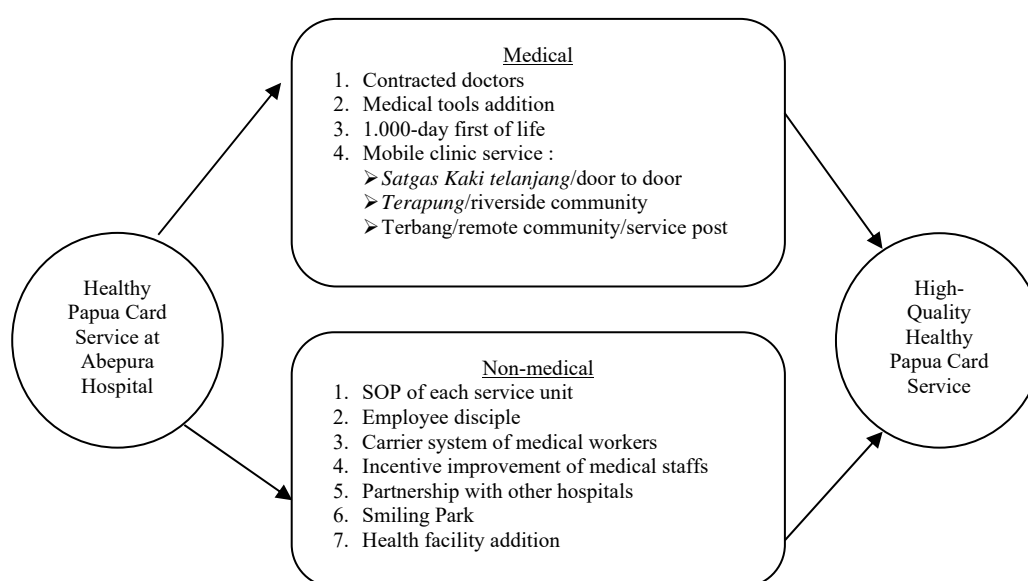 Healthy
Papua Card
Service at
Abepura
Hospital
Medical
1. Contracted doctors
2. Medical tools addition
3. 1.000-day first of life
4. Mobile clinic service :
➢ Satgas Kaki telanjang/door to door
➢ Terapung/riverside community
➢ Terbang/remote community/service post
Non-medical
1. SOP of each service unit
2. Employee disciple
3. Carrier system of medical workers
4. Incentive improvement of medical staffs
5. Partnership with other hospitals
6. Smiling Park
7. Health facility addition
High-
Quality
Healthy
Papua Card
Service